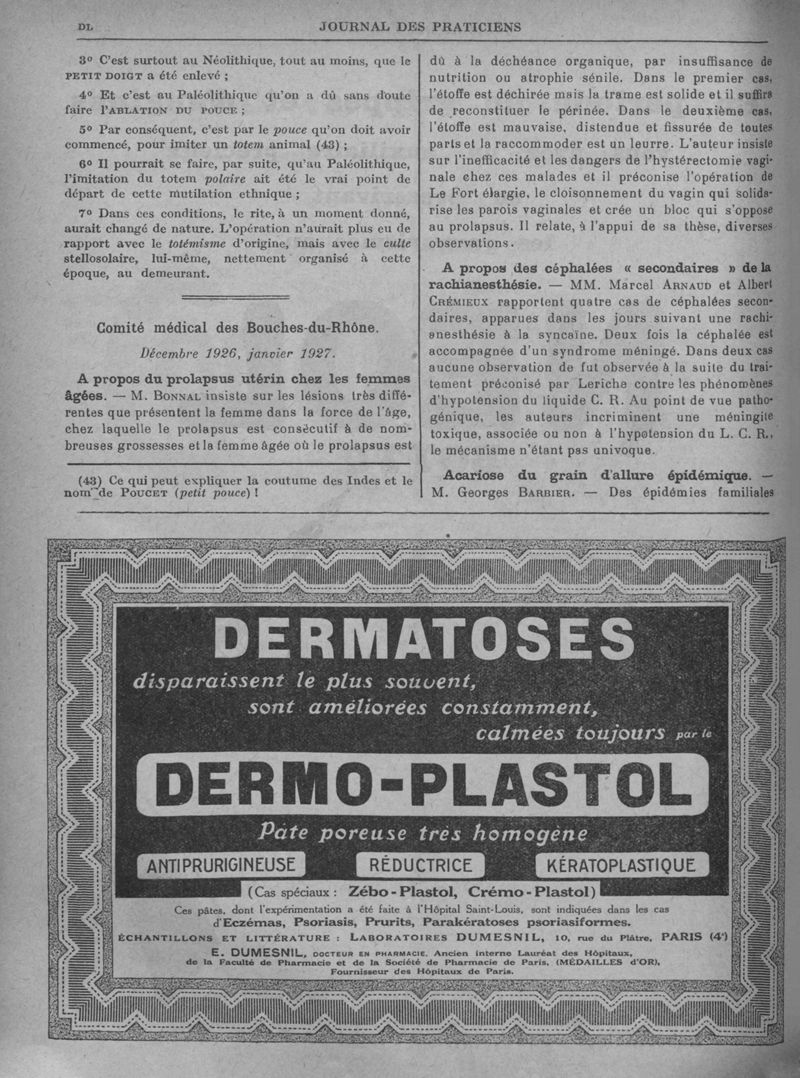 DL
JOURNAL DES PRATICIENS
3º C'est surtout au Néolithique, tout au moins, que le
PETIT DOIGT a été enlevé ;
4º Et c'est au Paléolithique qu'on a dû sans doute
faire l'ABLATION DU POUCE ;
5º Par conséquent, c'est par le pouce qu'on doit avoir
commencé, pour imiter un totem animal (43) ;
6º Il pourrait se faire, par suite, qu'au Paléolithique,
l'imitation du totem polaire ait été le vrai point de
départ de cette mutilation ethnique ;
7º Dans ces conditions, le rite, à un moment donné,
aurait changé de nature. L'opération n'aurait plus eu de
rapport avec le totémisme d'origine, mais avec le culte
stellosolaire, lui-même, nettement organisé à cette
époque, au demeurant.
Comité médical des Bouches-du-Rhône.
Décembre 1926, janvier 1927.
A propos du prolapsus utérin chez les femmes
âgées. — M. BONNAL insiste sur les lésions très diffé-
rentes que présentent la femme dans la force de l'âge,
chez laquelle le prolapsus est consécutif à de nom-
breuses grossesses et la femme âgée où le prolapsus est
(43) Ce qui peut expliquer la coutume des Indes et le
nom de POUCET (petit pouce) !
dû à la déchéance organique, par insuffisance de
nutrition ou atrophie sénile. Dans le premier cas,
l'étoffe est déchirée mais la trame est solide et il suffira
de reconstituer le périnée. Dans le deuxième cas,
l'étoffe est mauvaise, distendue et fissurée de toutes
parts et la raccommoder est un leurre. L'auteur insiste
sur l'inefficacité et les dangers de l'hystérectomie vagi-
nale chez ces malades et il préconise l'opération de
Le Fort élargie, le cloisonnement du vagin qui solida-
rise les parois vaginales et crée un bloc qui s'oppose
au prolapsus. Il relate, à l'appui de sa thèse, diverses
observations.
A propos des céphalées « secondaires » de la
rachianesthésie. — MM. Marcel ARNAUD et Albert
CRÉMIEUX rapportent quatre cas de céphalées secon-
daires, apparues dans les jours suivant une rachi-
anesthésie à la syncaïne. Deux fois la céphalée est
accompagnée d'un syndrome méningé. Dans deux cas
aucune observation de fut observée à la suite du trai-
tement préconisé par Leriche contre les phénomènes
d'hypotension du liquide C. R. Au point de vue patho-
génique, les auteurs incriminent une méningite
toxique, associée ou non à l'hypotension du L. C. R.,
le mécanisme n'étant pas univoque.
Acariose du grain d'allure épidémique. —
M. Georges BARBIER. — Des épidémies familiales
DERMATOSES
disparaissent le plus souvent,
sont améliorées constamment,
calmées toujours par le
DERMO-PLASTOL
Pâte poreuse très homogène
ANTIPRURIGINEUSE RÉDUCTRICE KÉRATOPLASTIQUE
(Cas spéciaux : Zébo-Plastol, Crémo-Plastol)
Ces pâtes, dont l'expérimentation a été faite à l'Hôpital Saint-Louis, sont indiquées dans les cas
d'Eczémas, Psoriasis, Prurits, Parakératoses psoriasiformes.
ÉCHANTILLONS ET LITTÉRATURE : LABORATOIRES DUMESNIL, 10, rue du Plâtre, PARIS (4º)
E. DUMESNIL, DOCTEUR EN PHARMACIE, Ancien interne Lauréat des Hôpitaux,
de la Faculté de Pharmacie et de la Société de Pharmacie de Paris, (MÉDAILLES d'OR),
Fournisseur des Hôpitaux de Paris.